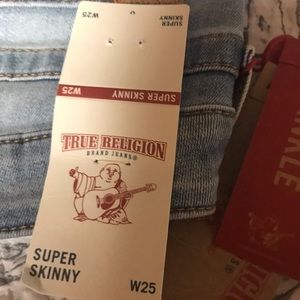 W25
SUPER
SKINNY
W25
SUPER SKINNY
TRUE RELIGION
BRAND JEANS®
SUPER
SKINNY
W25